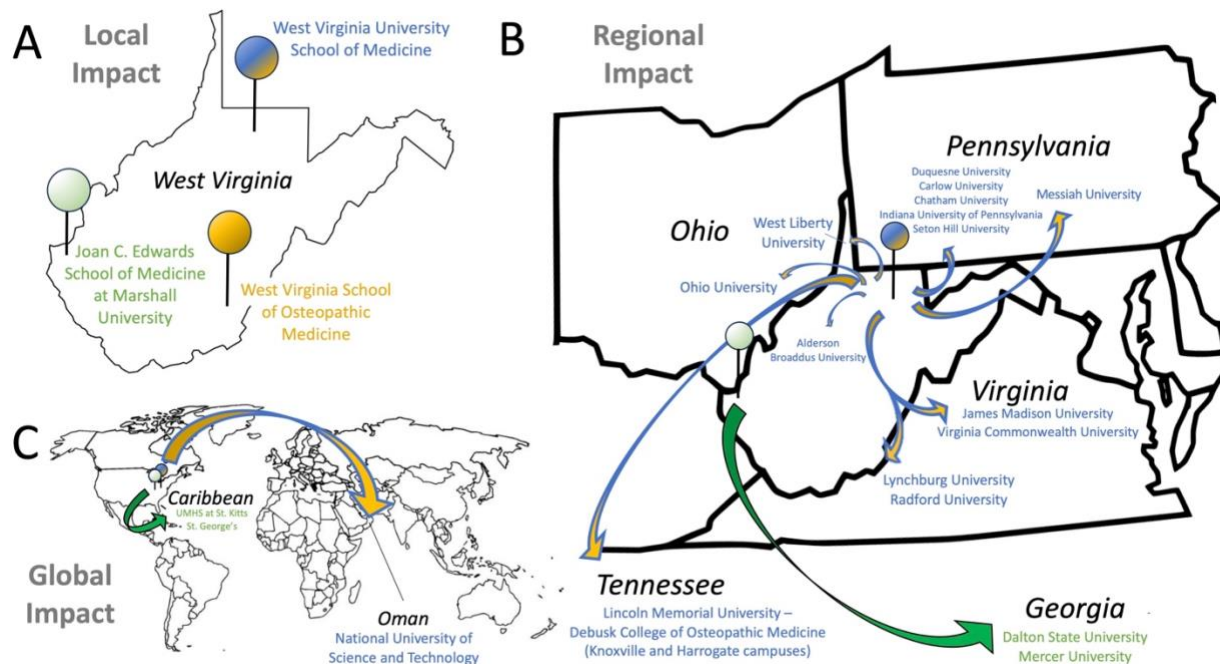 A
Local
Impact
West Virginia University
School of Medicine
West Virginia
Joan C. Edwards
School of Medicine
at Marshall
University
West Virginia School
of Osteopathic
Medicine
B
Regional
Impact
Pennsylvania
Duquesne University
Carlow University
Chatham University
Indiana University of Pennsylvania
Seton Hill University
Messiah University
Ohio
West Liberty
University
Ohio University
Alderson
Broaddus University
Virginia
James Madison University
Virginia Commonwealth University
Lynchburg University
Radford University
Tennessee
Lincoln Memorial University –
Debusk College of Osteopathic Medicine
(Knoxville and Harrogate campuses)
Georgia
Dalton State University
Mercer University
C
Caribbean
UMHS at St. Kitts
St. George's
Global
Impact
Oman
National University of
Science and Technology